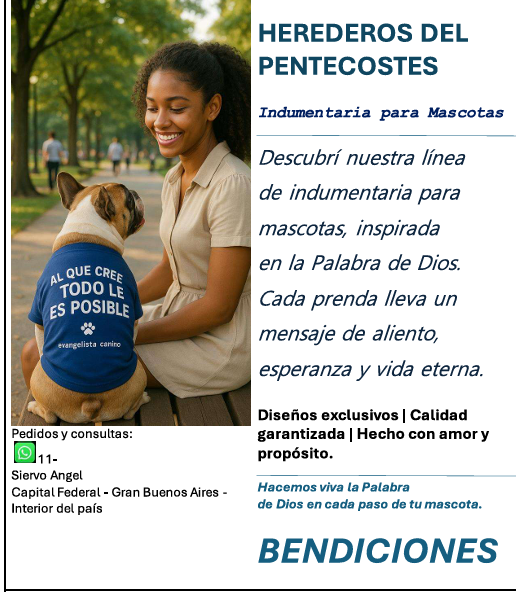 HEREDEROS DEL
PENTECOSTES
Indumentaria para Mascotas
Descubrí nuestra línea
de indumentaria para
mascotas, inspirada
en la Palabra de Dios.
Cada prenda lleva un
mensaje de aliento,
esperanza y vida eterna.
Diseños exclusivos | Calidad
garantizada | Hecho con amor y
propósito.
Hacemos viva la Palabra
de Dios en cada paso de tu mascota.
BENDICIONES
AL QUE CREE
TODO LE
ES POSIBLE
evangelista canino
Pedidos y consultas:
11-
Siervo Angel
Capital Federal - Gran Buenos Aires -
Interior del país